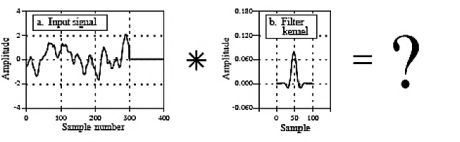 4
2
0
-2
-4
Amplitude
a. Input signal
0 100 200 300 400
Sample number
*
0.180
0.120
0.060
0.000
-0.060
Amplitude
b. Filter
kernel
0 50 100
Sample
= ?